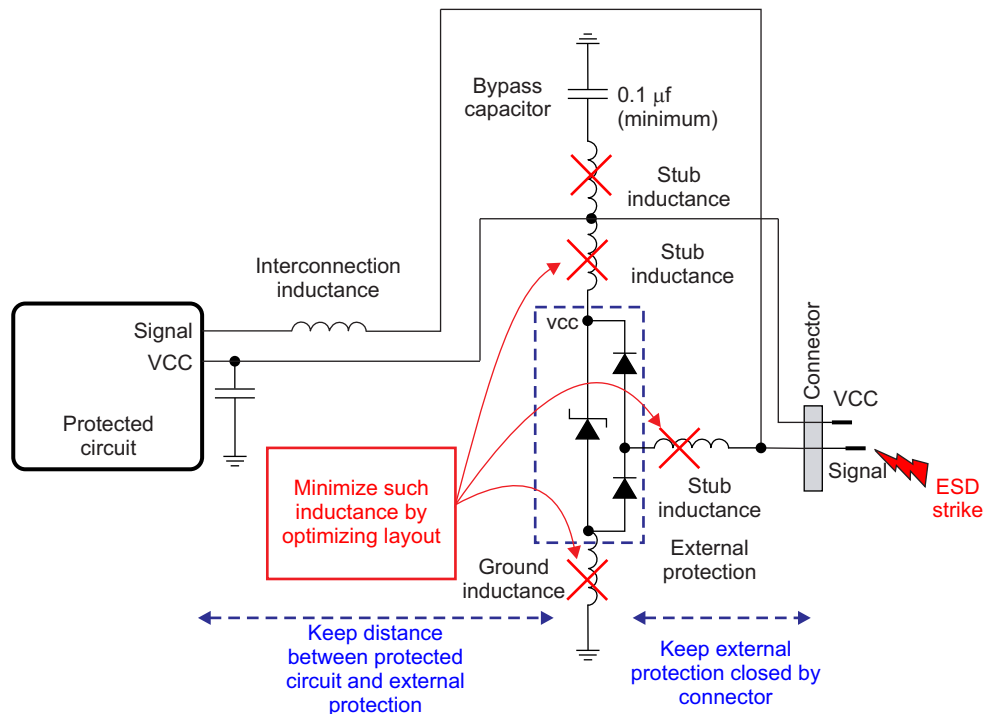 Bypass
capacitor
0.1 μf
(minimum)
Stub
inductance
Stub
inductance
Interconnection
inductance
Signal
VCC
Protected
circuit
vcc
Connector
VCC
Signal
ESD
strike
Minimize such
inductance by
optimizing layout
Stub
inductance
External
protection
Ground
inductance
Keep distance
between protected
circuit and external
protection
Keep external
protection closed by
connector